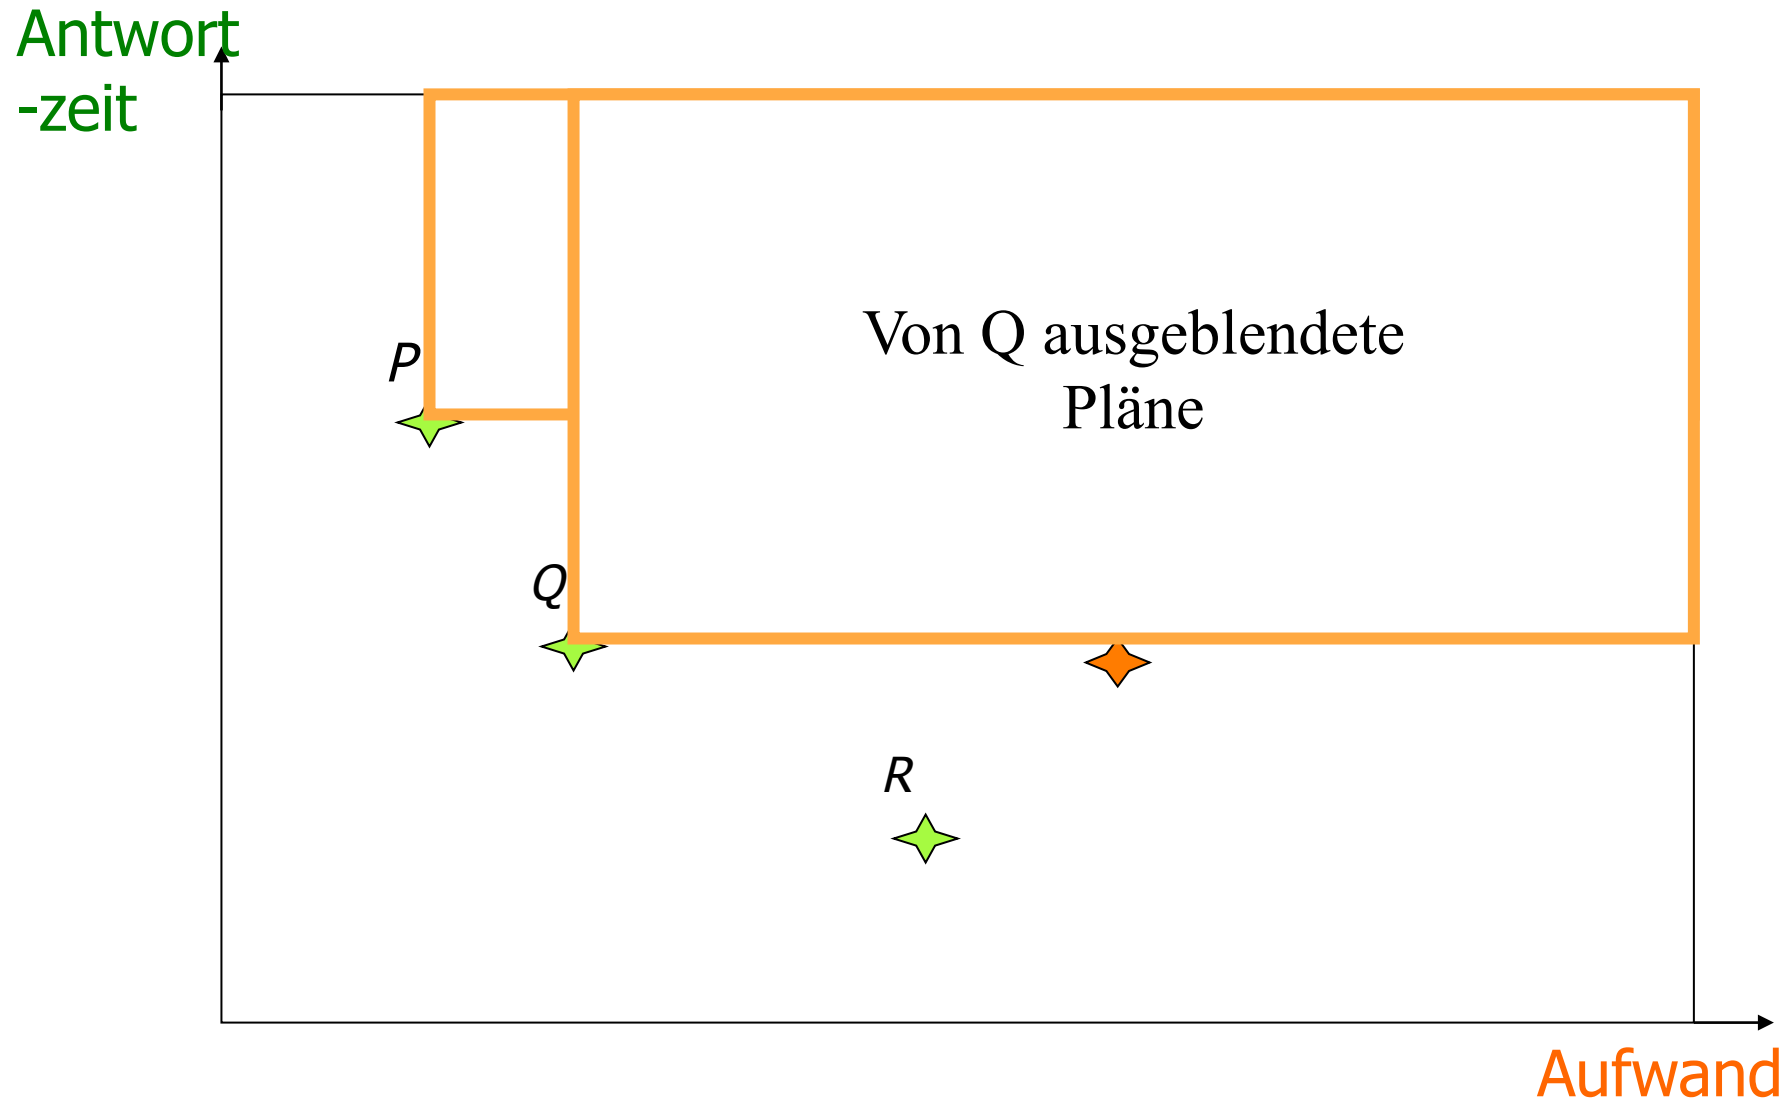 Antwort
-zeit
Von Q ausgeblendete
Pläne
P
Q
R
Aufwand